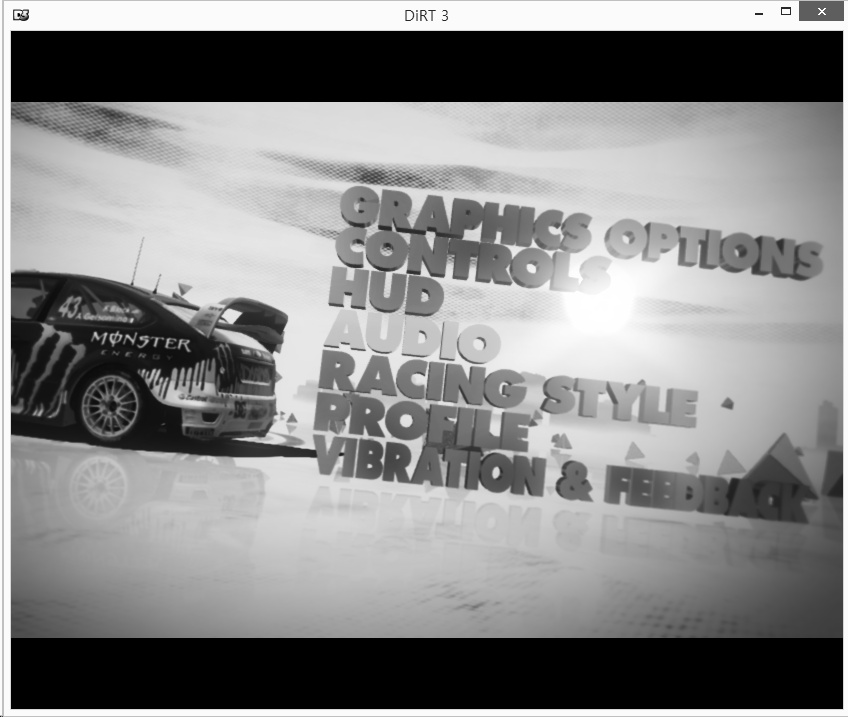 DiRT 3
GRAPHICS OPTIONS
CONTROLS
HUD
AUDIO
RACING STYLE
PROFILE
VIBRATION & FEEDBACK
43
MONSTER
ENERGY